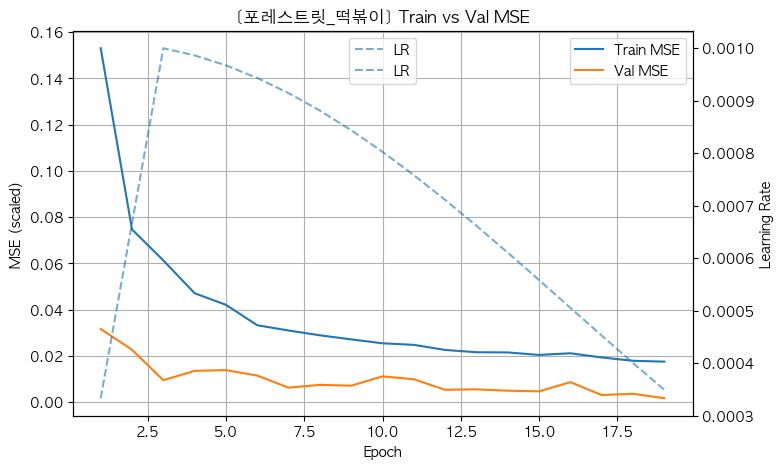 [포레스트릿_떡볶이] Train vs Val MSE
MSE (scaled)
0.16
0.14
0.12
0.10
0.08
0.06
0.04
0.02
0.00
LR
LR
Train MSE
Val MSE
0.0010
0.0009
0.0008
0.0007
0.0006
0.0005
0.0004
0.0003
Learning Rate
2.5 5.0 7.5 10.0 12.5 15.0 17.5
Epoch